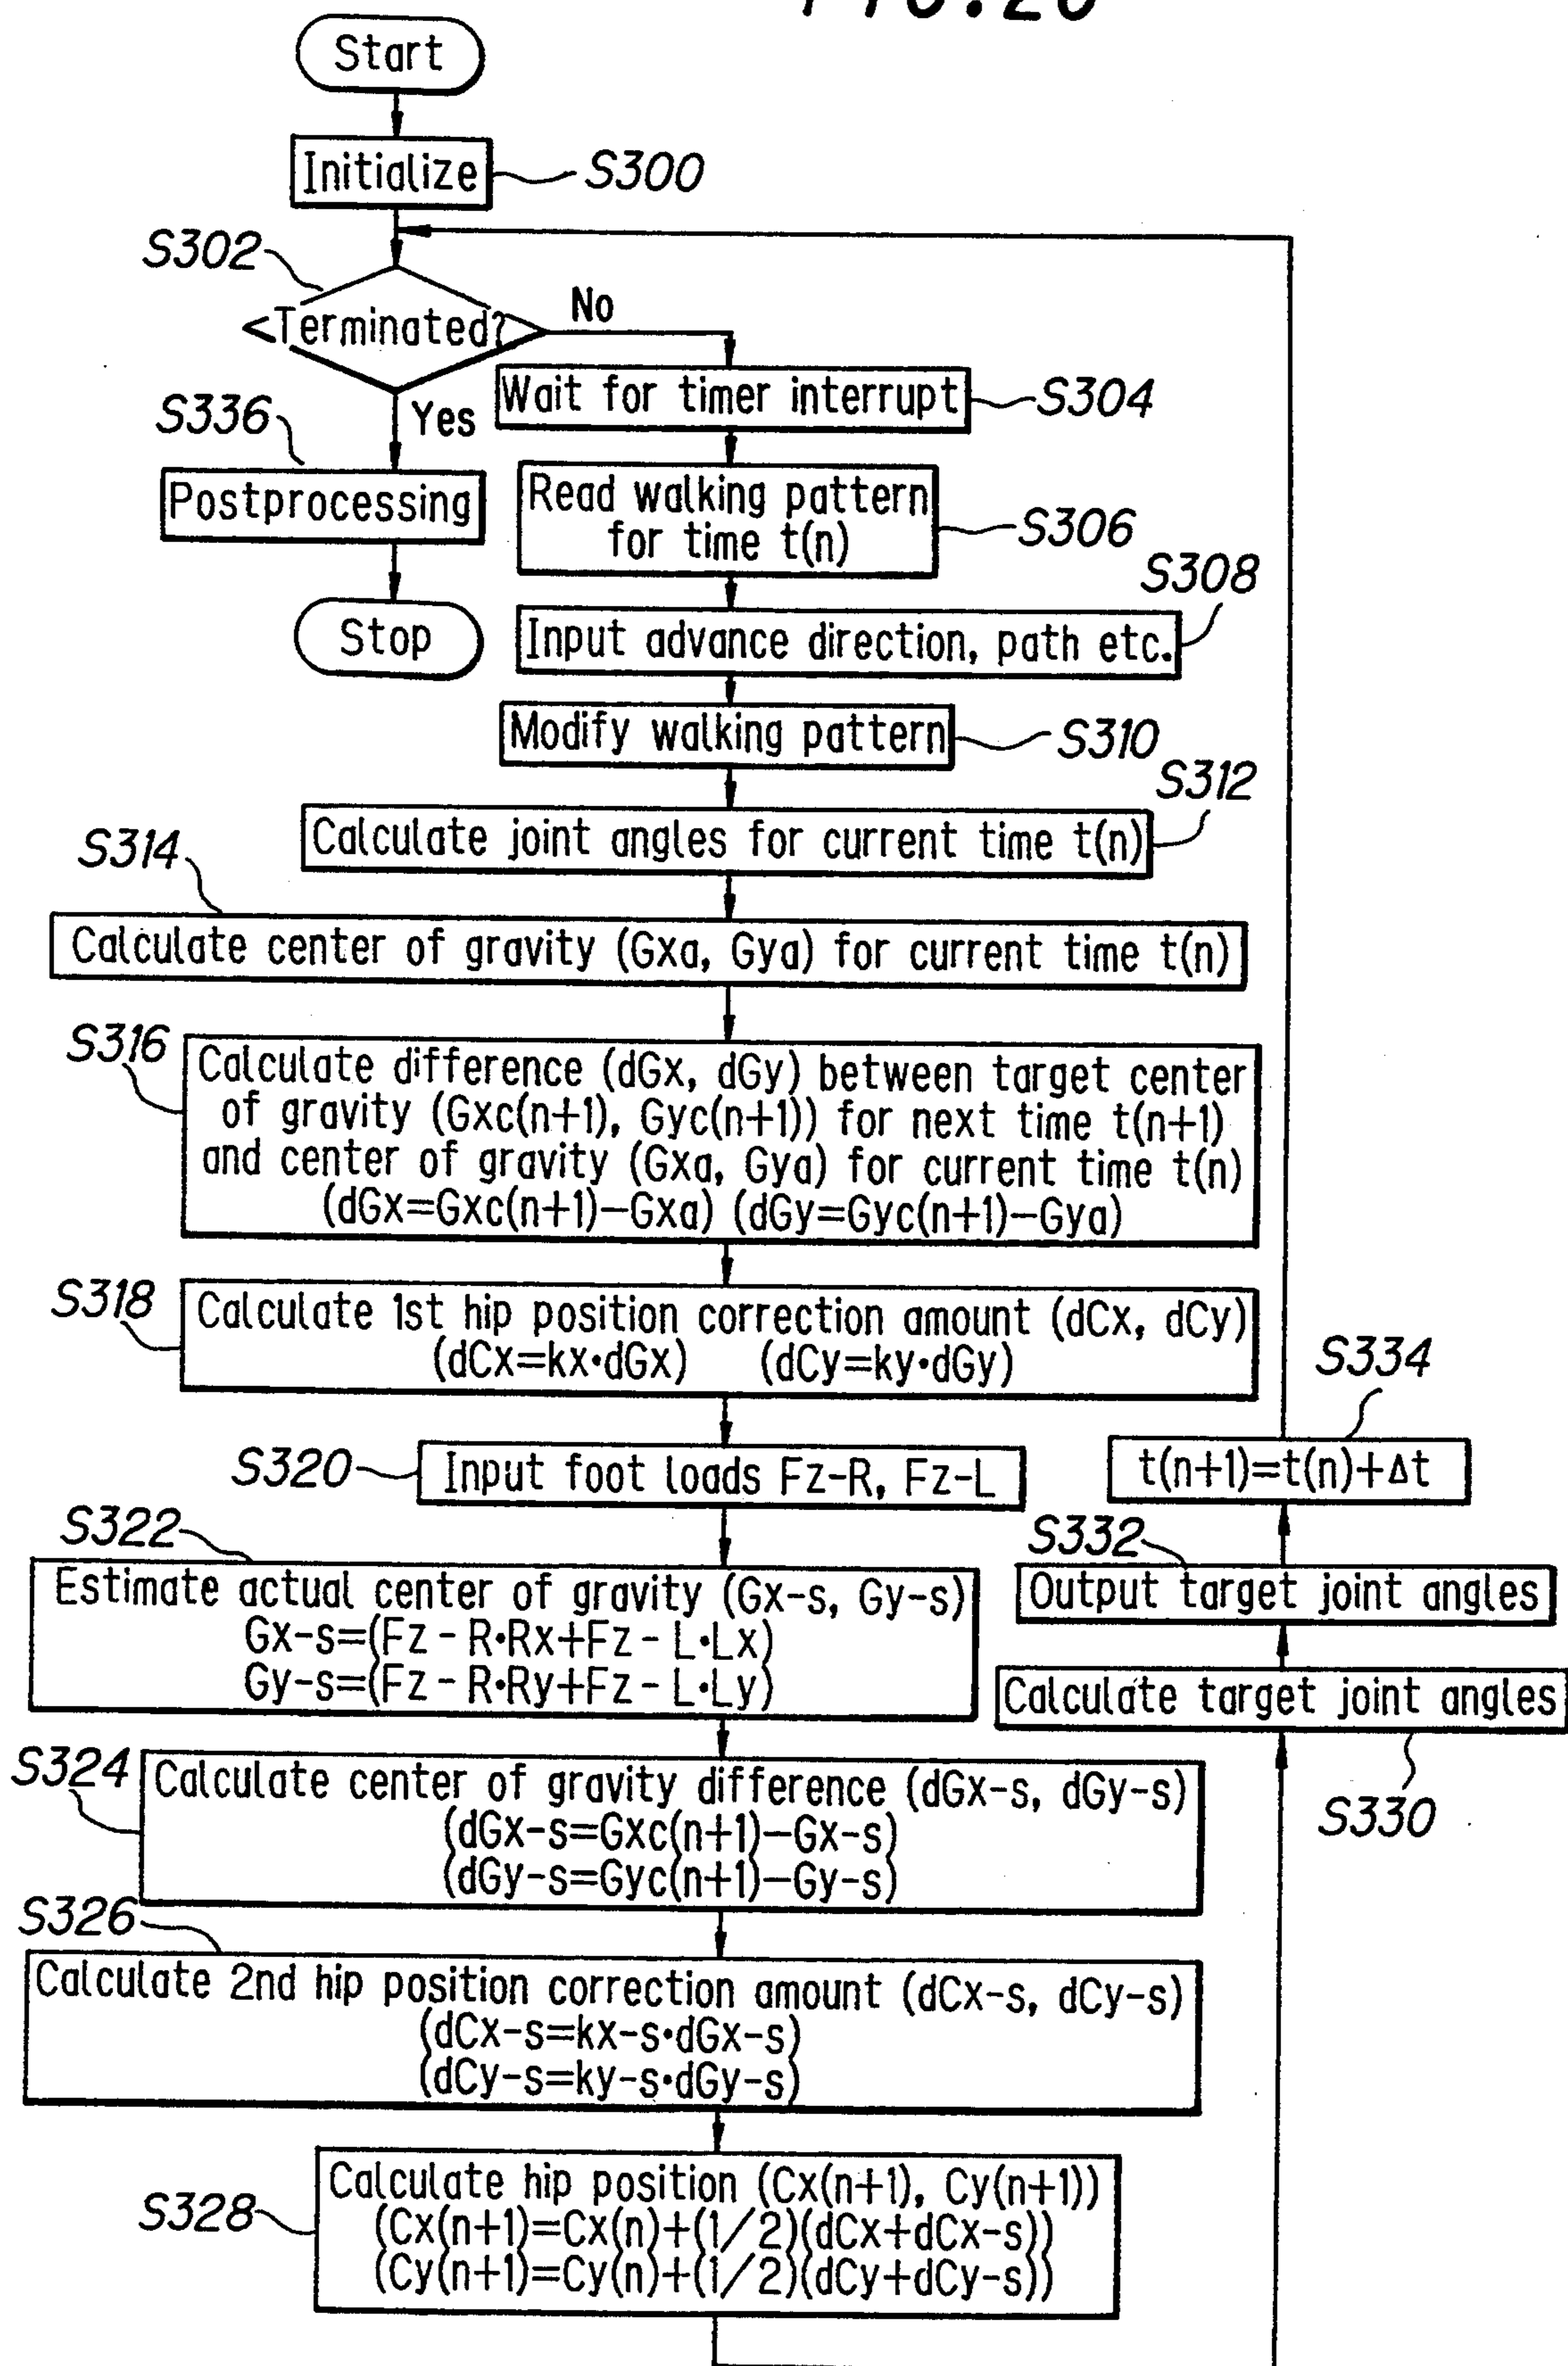 FIG. 20
Start
Initialize
S300
S302
<Terminated?
No
Yes
Wait for timer interrupt
S304
S336
Postprocessing
Stop
Read walking pattern
for time t(n)
S306
S308
Input advance direction, path etc.
Modify walking pattern
S310
S312
Calculate joint angles for current time t(n)
S314
Calculate center of gravity (Gxa, Gya) for current time t(n)
S316
Calculate difference (dGx, dGy) between target center
of gravity (Gxc(n+1), Gyc(n+1)) for next time t(n+1)
and center of gravity (Gxa, Gya) for current time t(n)
(dGx=Gxc(n+1)-Gxa) (dGy=Gyc(n+1)-Gya)
S318
Calculate 1st hip position correction amount (dCx, dCy)
(dCx=kx·dGx) (dCy=ky·dGy)
S320
Input foot loads Fz-R, Fz-L
S322
Estimate actual center of gravity (Gx-s, Gy-s)
Gx-s=(Fz-R·Rx+Fz-L·Lx)
Gy-s=(Fz-R·Ry+Fz-L·Ly)
S324
Calculate center of gravity difference (dGx-s, dGy-s)
(dGx-s=Gxc(n+1)-Gx-s)
(dGy-s=Gyc(n+1)-Gy-s)
S326
Calculate 2nd hip position correction amount (dCx-s, dCy-s)
(dCx-s=kx-s·dGx-s)
(dCy-s=ky-s·dGy-s)
S328
Calculate hip position (Cx(n+1), Cy(n+1))
(Cx(n+1)=Cx(n)+(1/2)(dCx+dCx-s))
(Cy(n+1)=Cy(n)+(1/2)(dCy+dCy-s))
S334
t(n+1)=t(n)+Δt
S332
Output target joint angles
Calculate target joint angles
S330